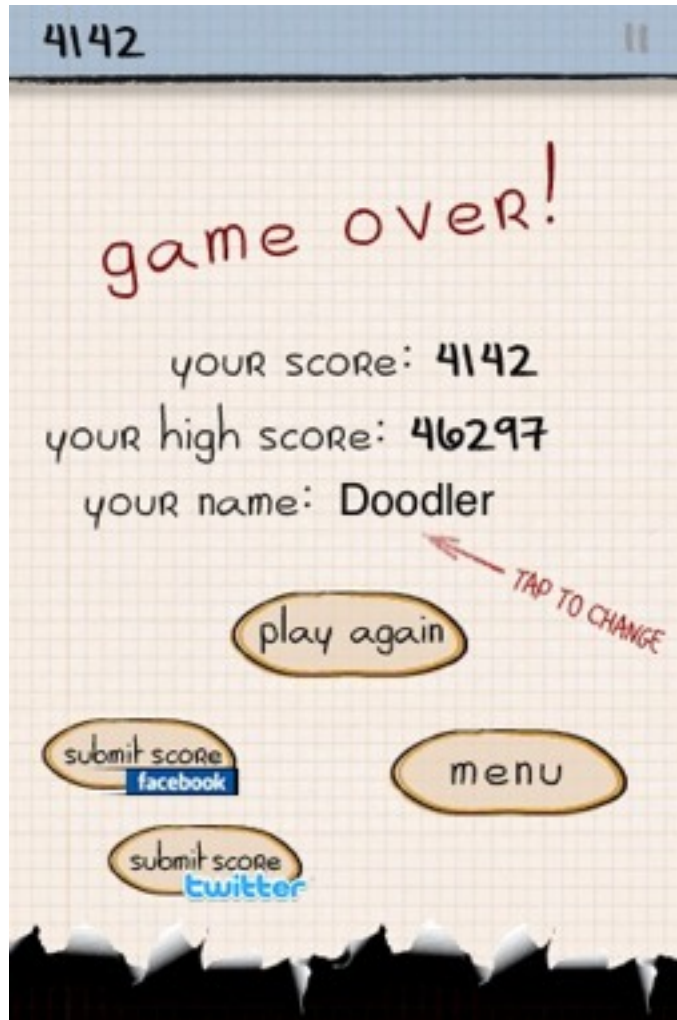 4142
game over!
your score: 4142
your high score: 46297
your name: Doodler
TAP TO CHANGE
play again
submit score
facebook
menu
submit score
twitter